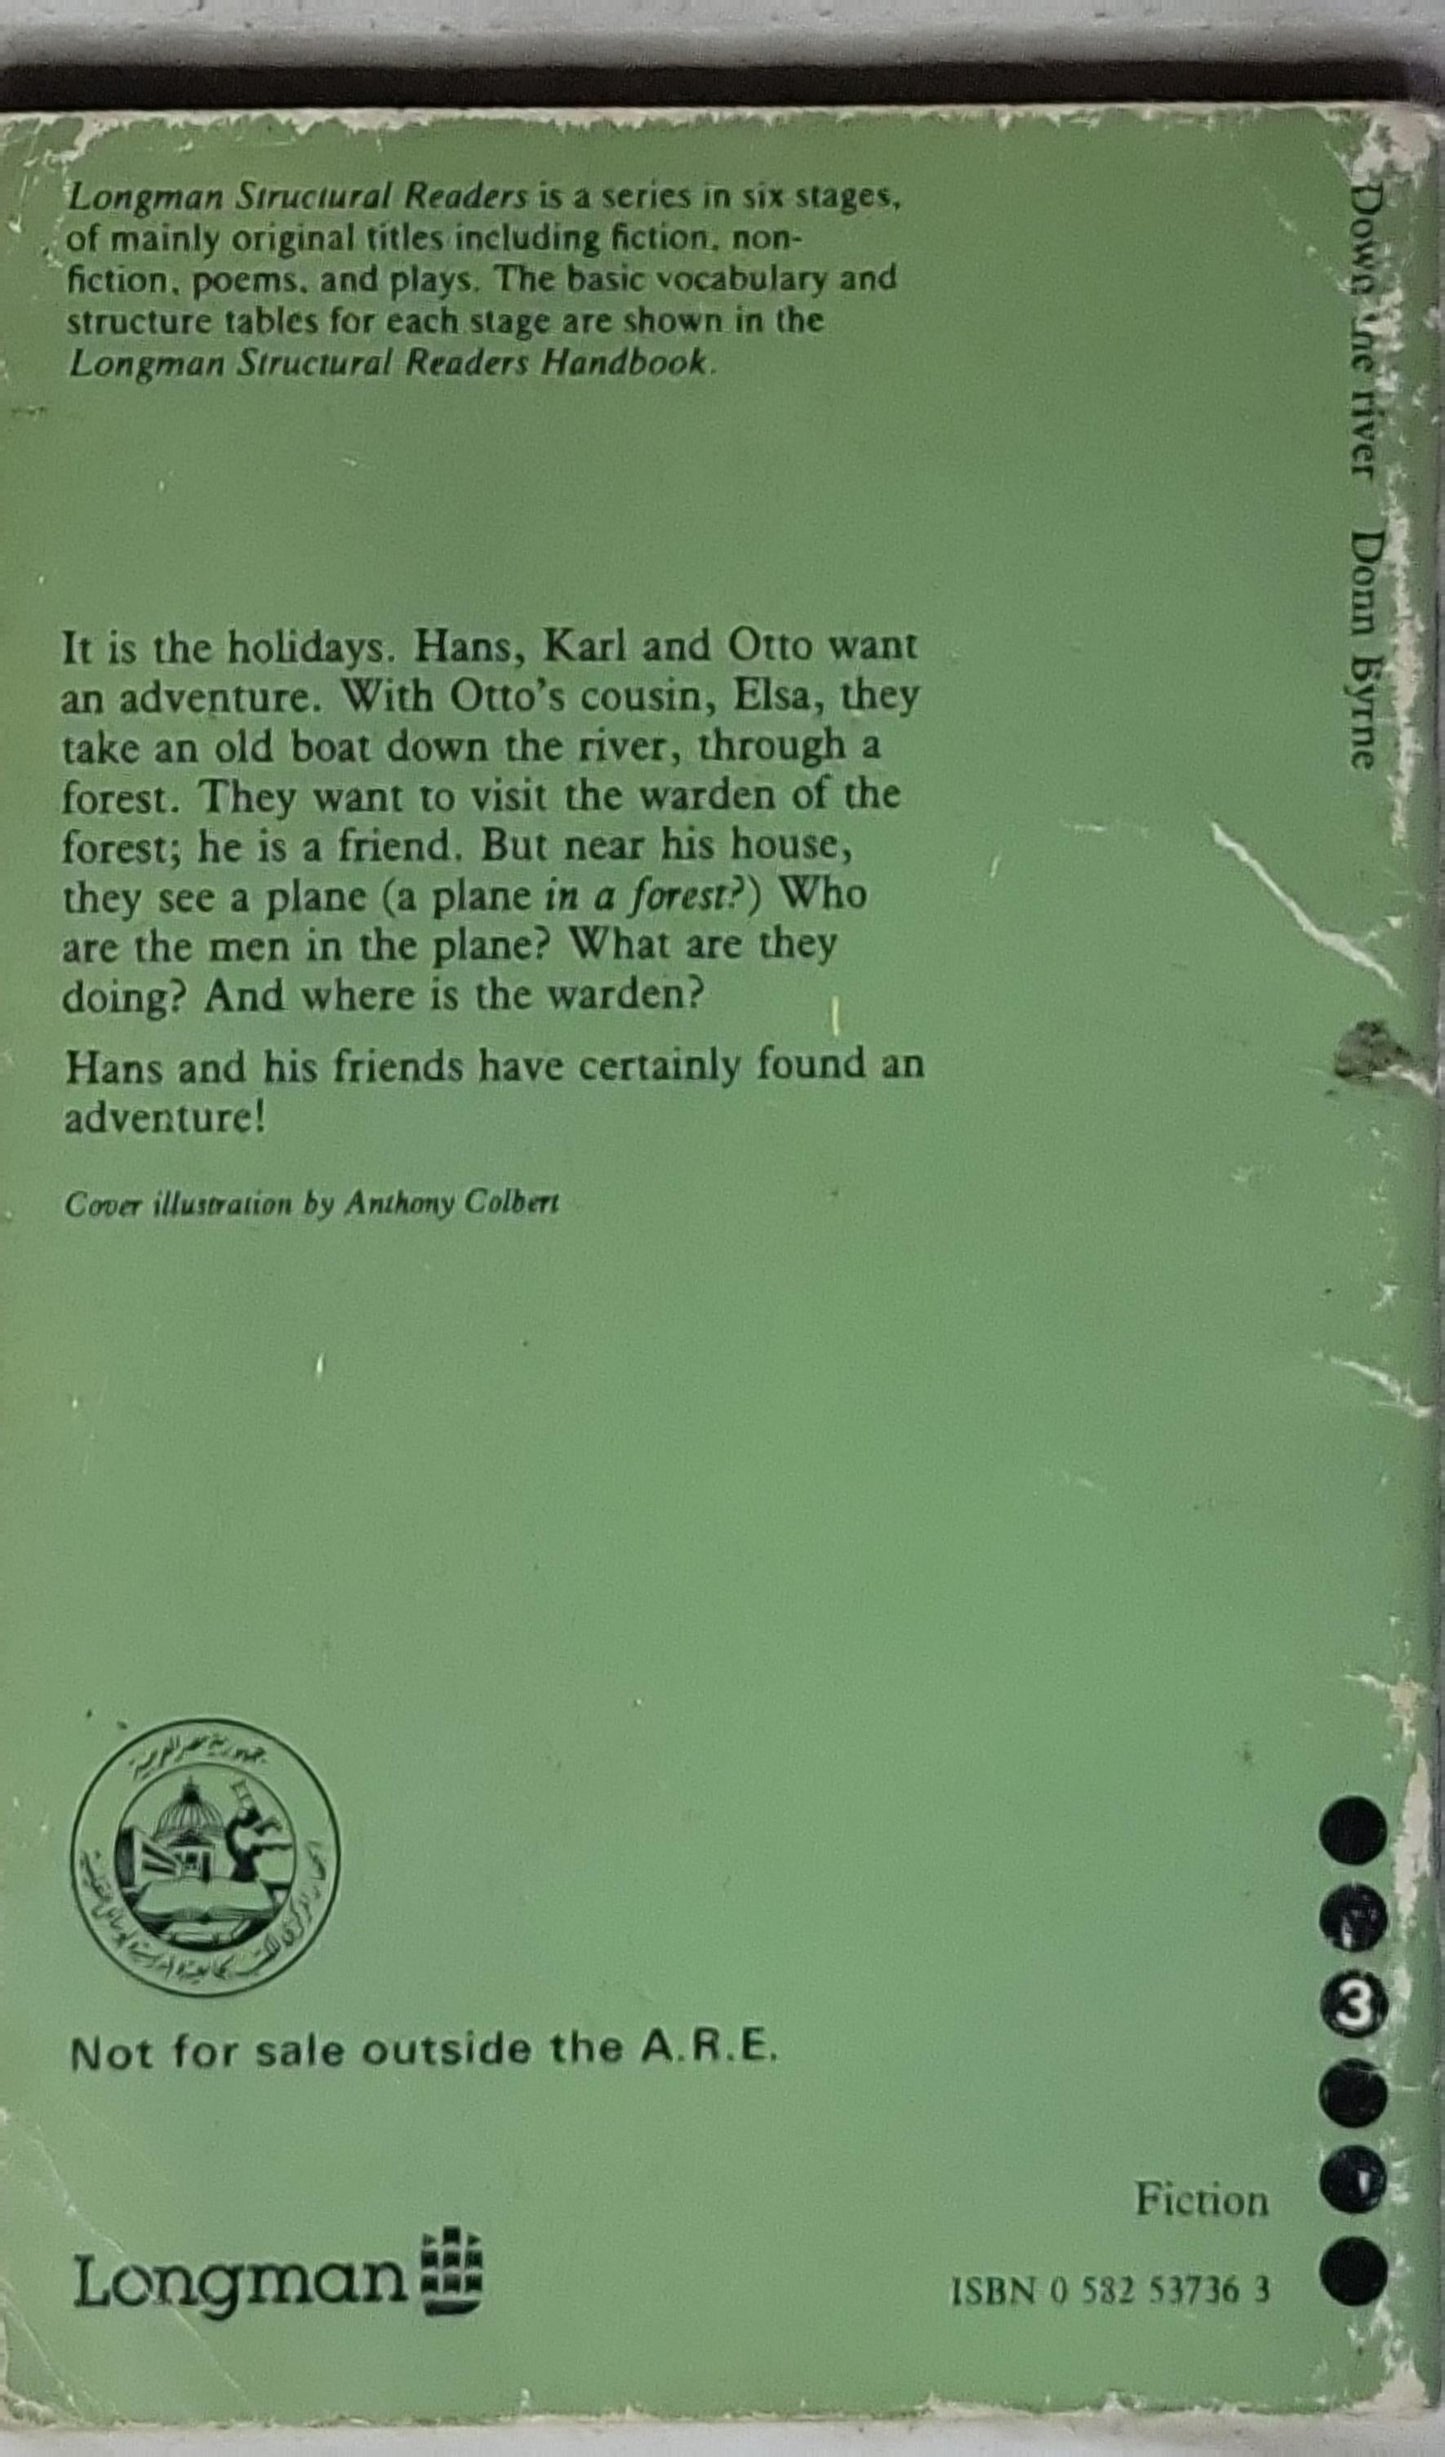 Longman Structural Readers is a series in six stages,
of mainly original titles including fiction, non-
fiction, poems, and plays. The basic vocabulary and
structure tables for each stage are shown in the
Longman Structural Readers Handbook.
It is the holidays. Hans, Karl and Otto want
an adventure. With Otto's cousin, Elsa, they
take an old boat down the river, through a
forest. They want to visit the warden of the
forest; he is a friend. But near his house,
they see a plane (a plane in a forest?) Who
are the men in the plane? What are they
doing? And where is the warden?
Hans and his friends have certainly found an
adventure!
Cover illustration by Anthony Colbert
جمهورية مصر العربية
Not for sale outside the A.R.E.
Longman
Fiction
ISBN 0 582 53736 3
Down the river Donn Byrne
3